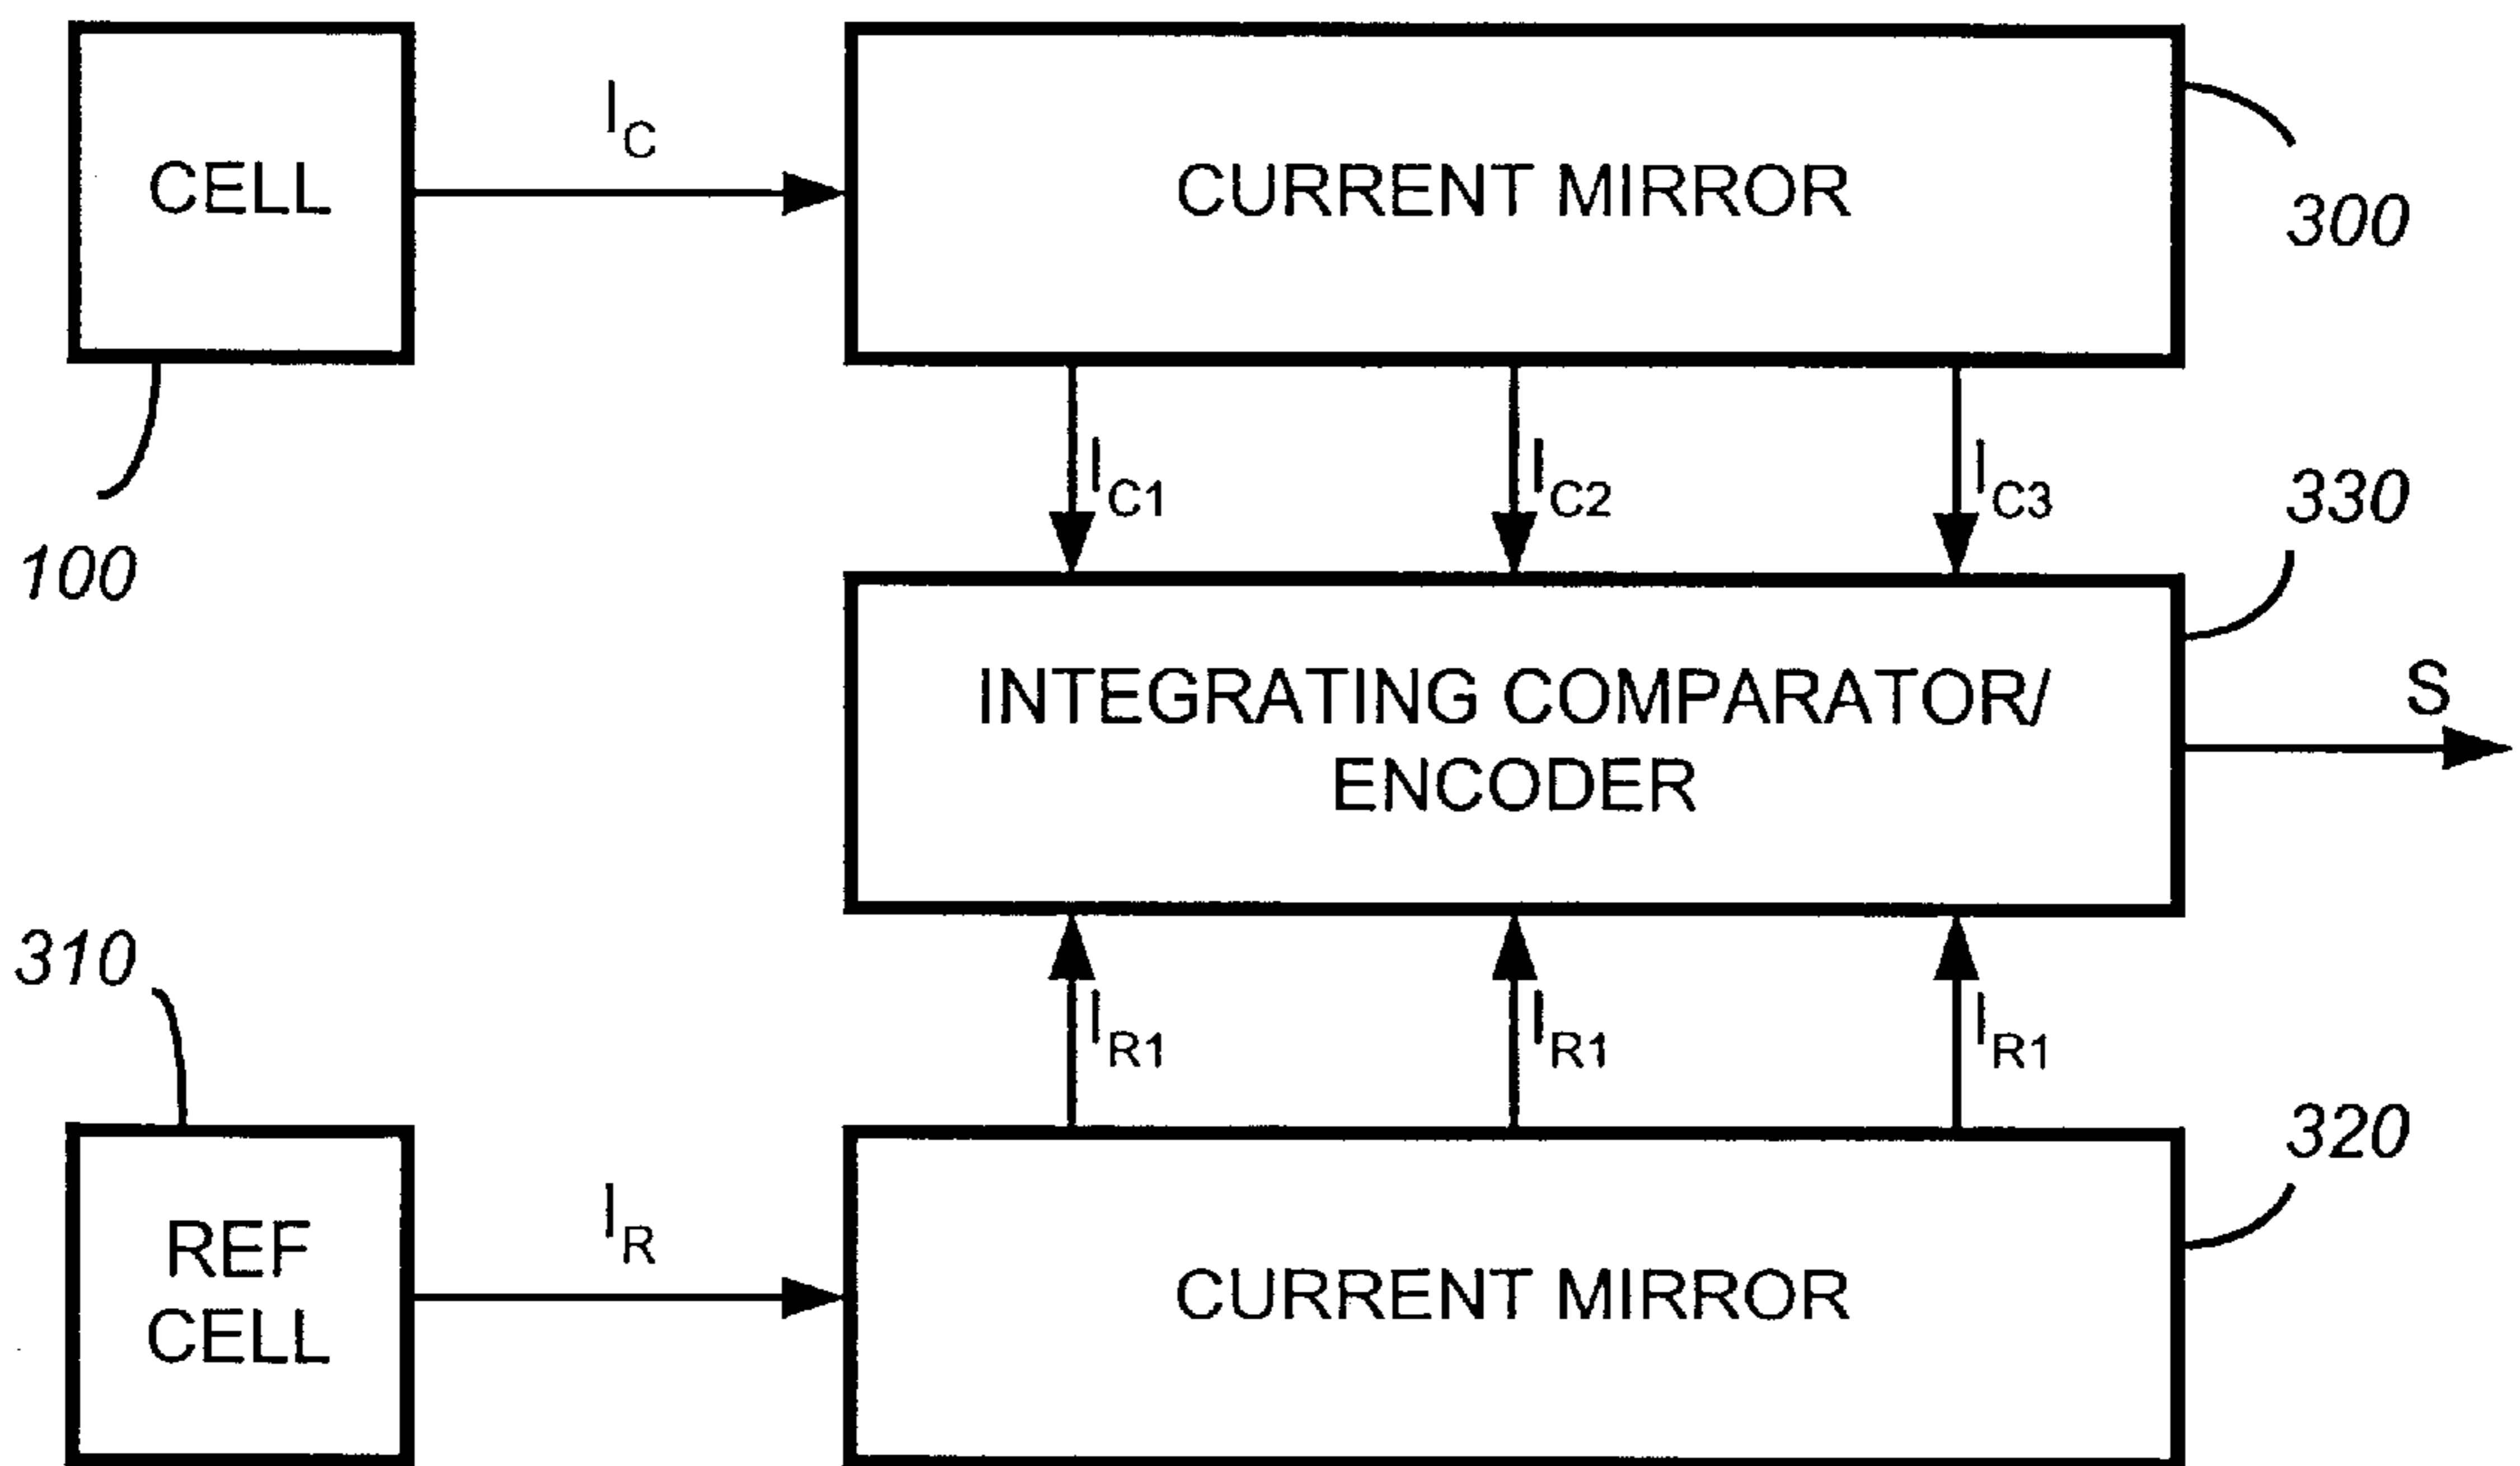 CELL
I_C
CURRENT MIRROR
300
I_C1
I_C2
I_C3
330
100
INTEGRATING COMPARATOR/
ENCODER
S
310
I_R1
I_R1
I_R1
320
REF
CELL
I_R
CURRENT MIRROR